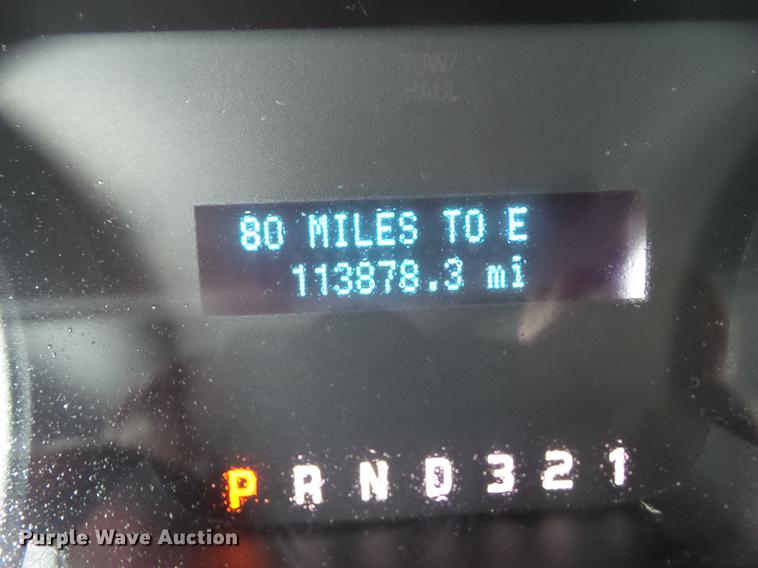 TOW/
HAUL
80 MILES TO E
113878.3 mi
P R N D 3 2 1
Purple Wave Auction